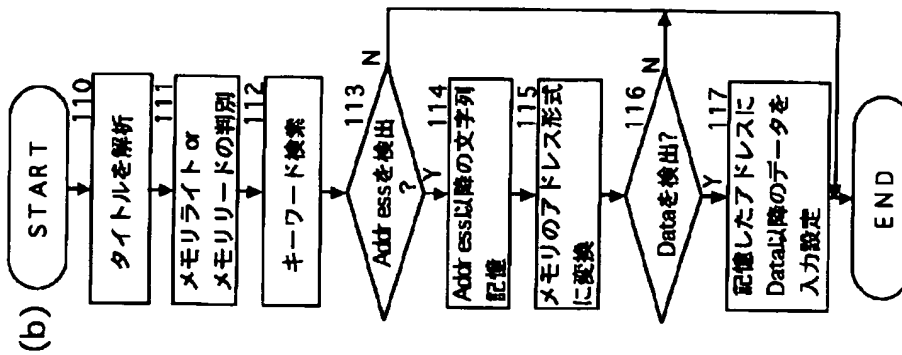 (b)
START
110
タイトルを解析
111
メモリライト or
メモリリードの判別
112
キーワード検索
113
Addressを検出
?
N
Y
114
Address以降の文字列
記憶
115
メモリのアドレス形式
に変換
116
Dataを検出?
N
Y
117
記憶したアドレスに
Data以降のデータを
入力設定
END